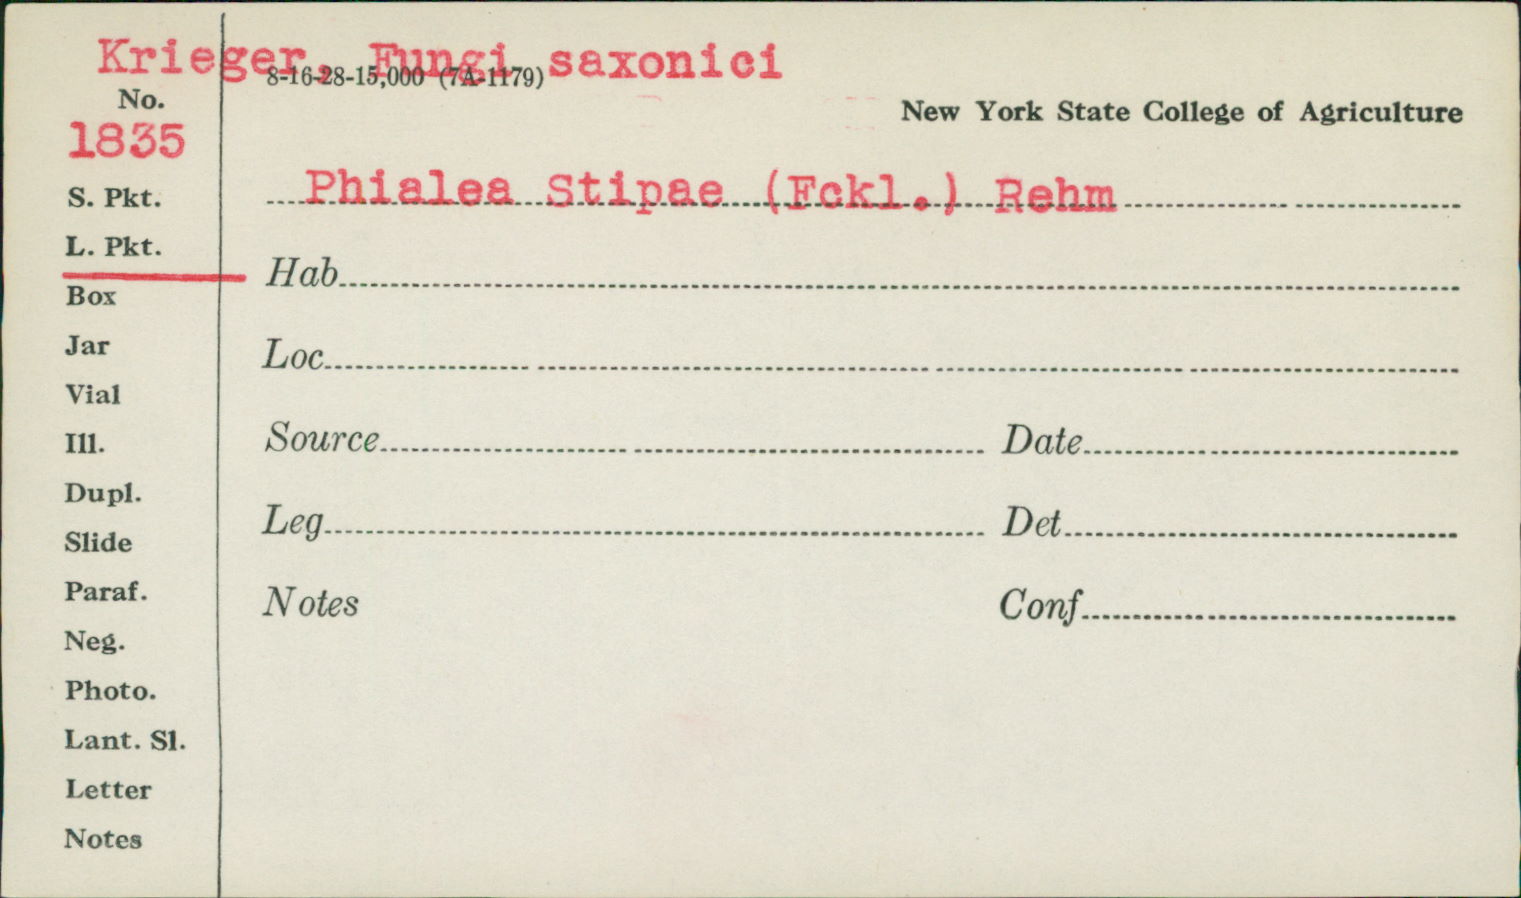 Krieger, Fungi saxonici
8-16-28-15,000 (7A-1179)
No.
1835
New York State College of Agriculture
S. Pkt.
Phialea Stipae (Fckl.) Rehm
L. Pkt.
Hab
Box
Jar
Loc
Vial
Ill.
Source Date
Dupl.
Slide
Leg Det
Paraf.
Notes Conf
Neg.
Photo.
Lant. Sl.
Letter
Notes